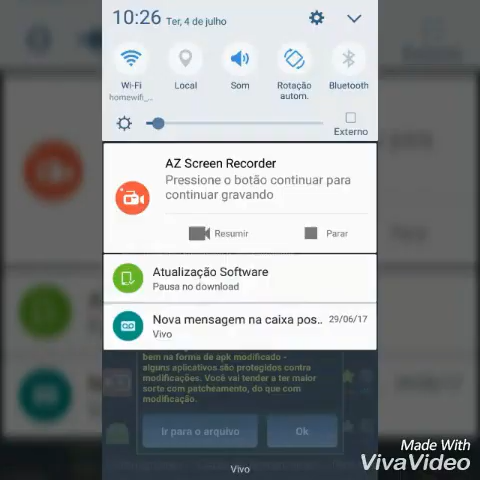 10:26 Ter, 4 de julho
Wi-Fi
homewifi_...
Local
Som
Rotação
autom.
Bluetooth
Externo
AZ Screen Recorder
Pressione o botão continuar para
continuar gravando
Resumir
Parar
Atualização Software
Pausa no download
Nova mensagem na caixa pos.. 29/06/17
Vivo
bem na forma de apk modificado -
alguns aplicativos são protegidos contra
modificações. Você vai tender a ter maior
sorte com patcheamento, do que com
modificação.
Ir para o arquivo
Ok
Vivo
Made With
VivaVideo